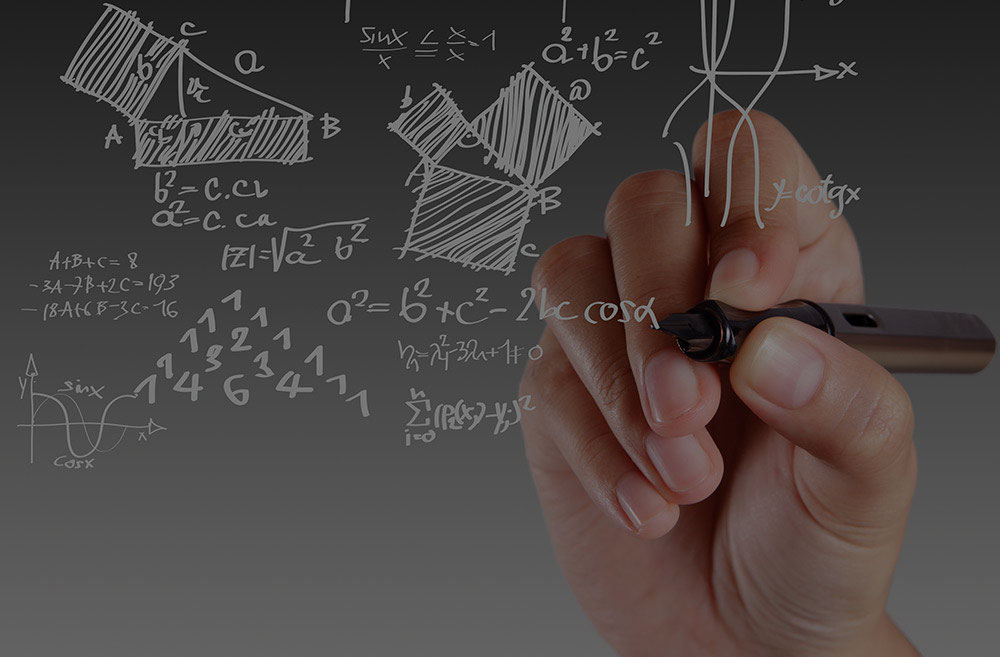 sinx/x ≤ x/x = 1
a²+b²=c²
C
b
a
v
A
B
b
a
x
b²=c.cb
a²=c.ca
A
B
C
y=cotgx
|z|=√a² b²
A+B+C=8
-3A-7B+2C=193
-18A+6B-3C=16
a²=b²+c²-2bc cosα
1
1 1
1 2 1
1 3 3 1
1 4 6 4 1
y
sinx
x
cosx